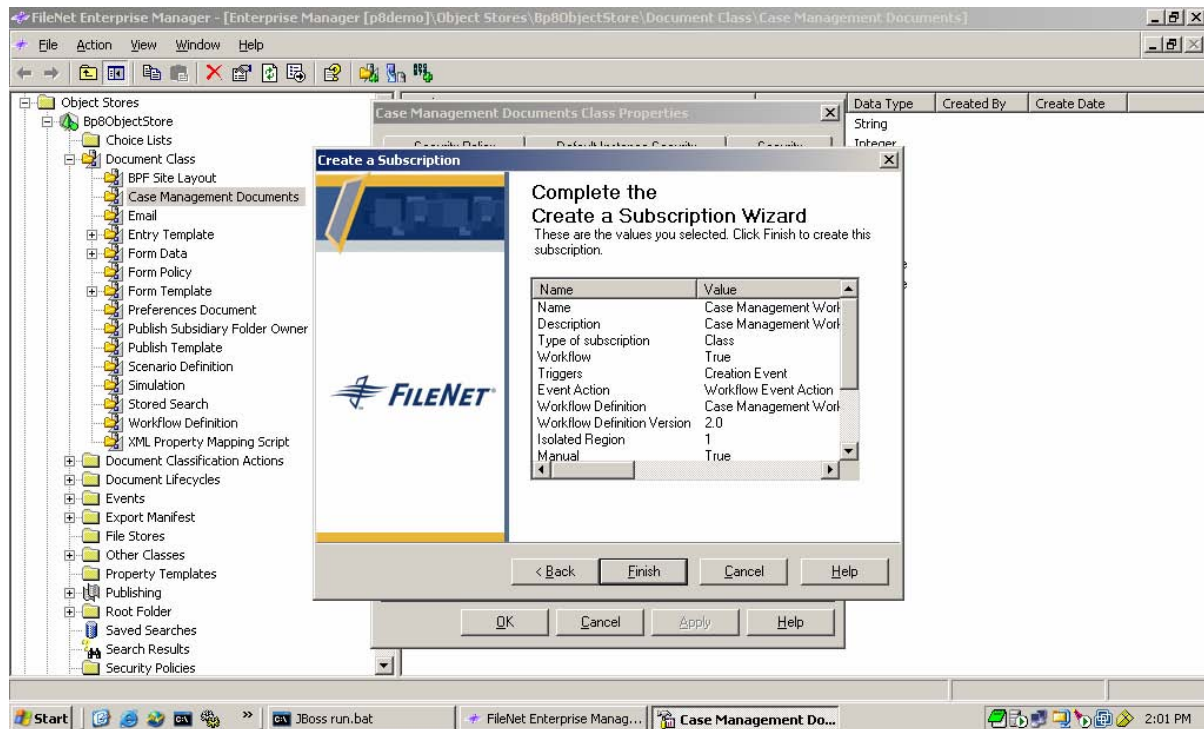 FileNet Enterprise Manager - [Enterprise Manager [p8demo]\Object Stores\Bp8ObjectStore\Document Class\Case Management Documents]
File Action View Window Help
Object Stores
Bp8ObjectStore
Choice Lists
Document Class
BPF Site Layout
Case Management Documents
Email
Entry Template
Form Data
Form Policy
Form Template
Preferences Document
Publish Subsidiary Folder Owner
Publish Template
Scenario Definition
Simulation
Stored Search
Workflow Definition
XML Property Mapping Script
Document Classification Actions
Document Lifecycles
Events
Export Manifest
File Stores
Other Classes
Property Templates
Publishing
Root Folder
Saved Searches
Search Results
Security Policies
Data Type Created By Create Date
String
Integer
Case Management Documents Class Properties
Security Policy Default Instance Security Security
Create a Subscription
FILENET
Complete the
Create a Subscription Wizard
These are the values you selected. Click Finish to create this
subscription.
Name Value
Name Case Management Work
Description Case Management Work
Type of subscription Class
Workflow True
Triggers Creation Event
Event Action Workflow Event Action
Workflow Definition Case Management Work
Workflow Definition Version 2.0
Isolated Region 1
Manual True
< Back Finish Cancel Help
OK Cancel Apply Help
Start » JBoss run.bat FileNet Enterprise Manag... Case Management Do... 2:01 PM